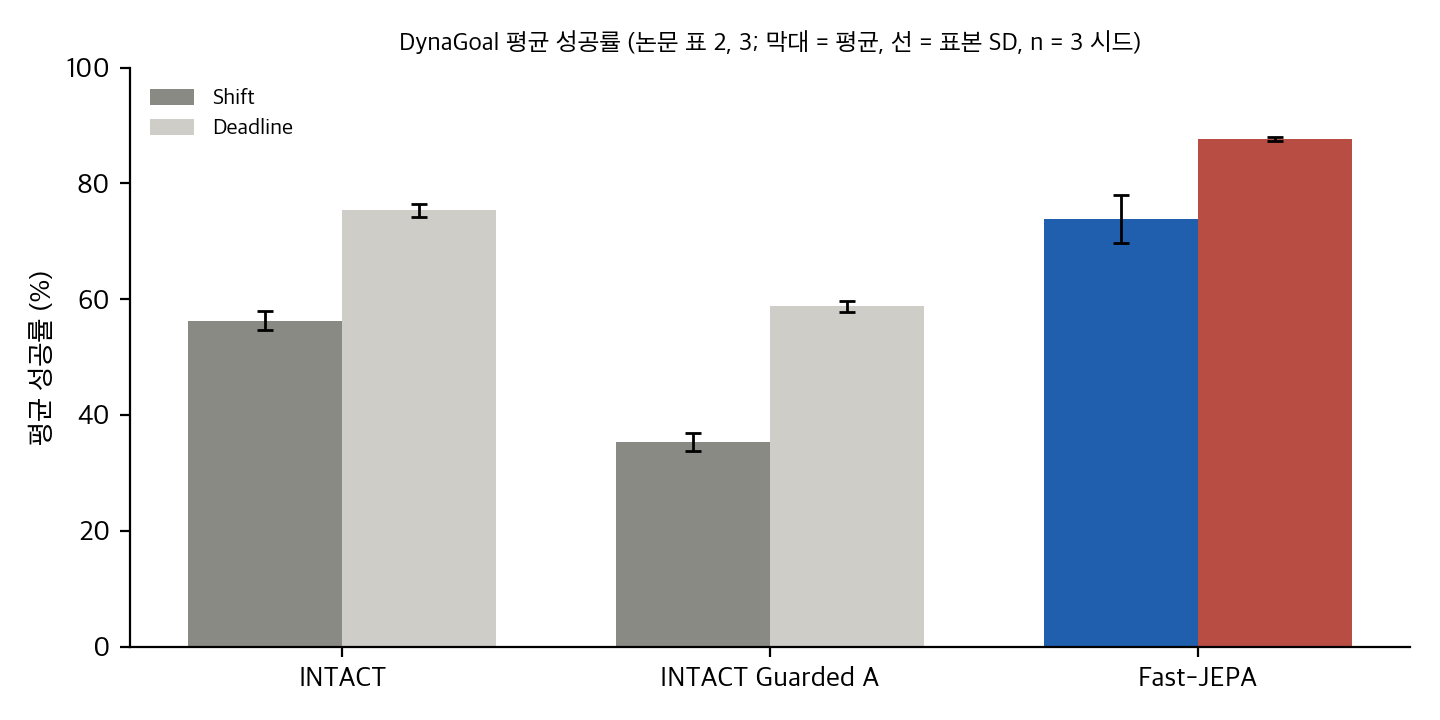 DynaGoal 평균 성공률 (논문 표 2, 3; 막대 = 평균, 선 = 표본 SD, n = 3 시드)
평균 성공률 (%)
100
80
60
40
20
0
Shift
Deadline
INTACT
INTACT Guarded A
Fast-JEPA